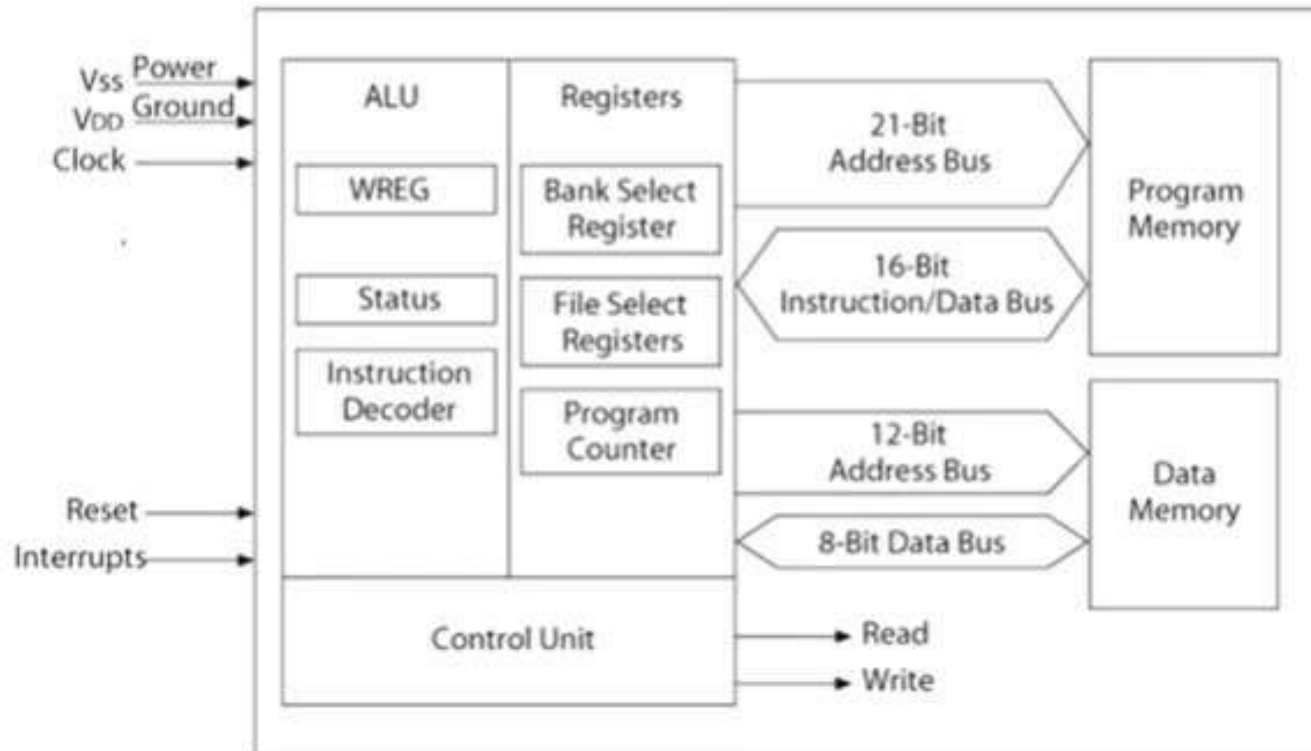 Vss Power
VDD Ground
Clock
Reset
Interrupts
ALU
WREG
Status
Instruction
Decoder
Registers
Bank Select
Register
File Select
Registers
Program
Counter
Control Unit
21-Bit
Address Bus
16-Bit
Instruction/Data Bus
12-Bit
Address Bus
8-Bit Data Bus
Read
Write
Program
Memory
Data
Memory